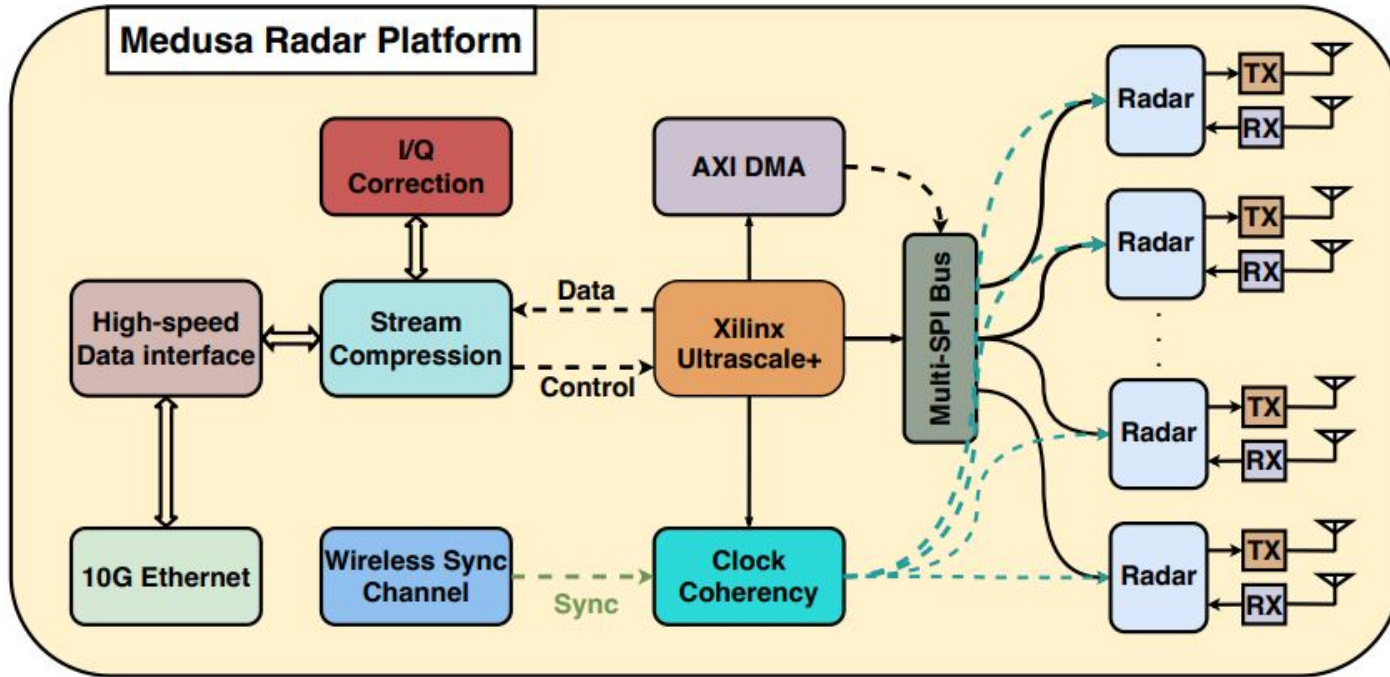 Medusa Radar Platform
I/Q
Correction
AXI DMA
High-speed
Data interface
Stream
Compression
Data
Control
Xilinx
Ultrascale+
Multi-SPI Bus
10G Ethernet
Wireless Sync
Channel
Sync
Clock
Coherency
Radar
TX
RX
Radar
TX
RX
Radar
TX
RX
Radar
TX
RX